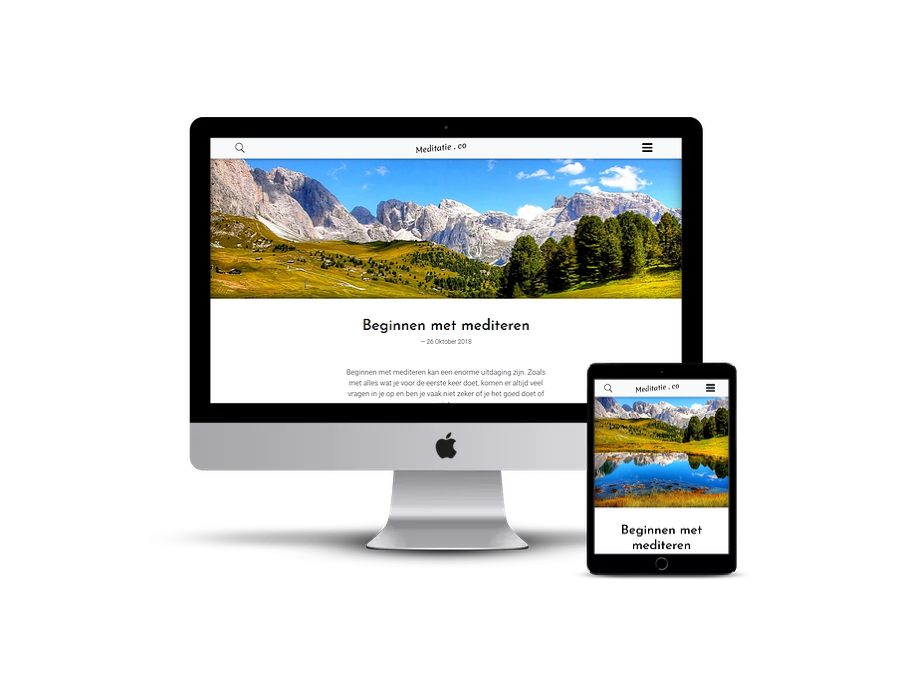 Meditatie . co
Beginnen met mediteren
— 26 Oktober 2018
Beginnen met mediteren kan een enorme uitdaging zijn. Zoals
met alles wat je voor de eerste keer doet, komen er altijd veel
vragen in je op en ben je vaak niet zeker of je het goed doet of
Meditatie . co
Beginnen met
mediteren